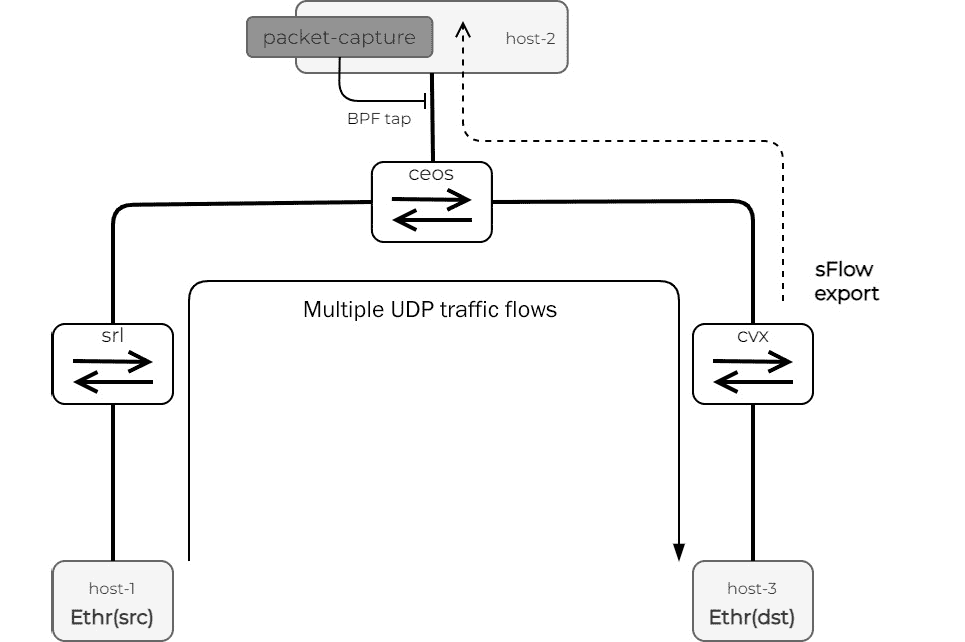 packet-capture
host-2
BPF tap
ceos
sFlow
export
Multiple UDP traffic flows
srl
cvx
host-1
Ethr(src)
host-3
Ethr(dst)